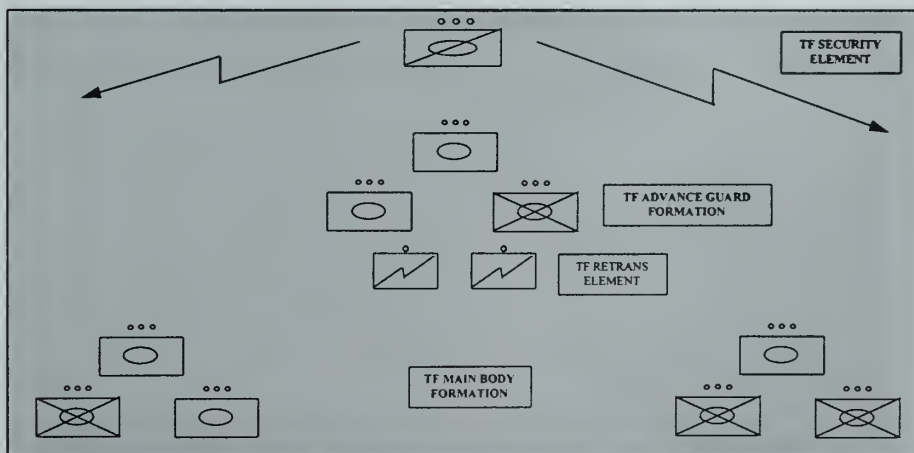 TF SECURITY
ELEMENT
TF ADVANCE GUARD
FORMATION
TF RETRANS
ELEMENT
TF MAIN BODY
FORMATION